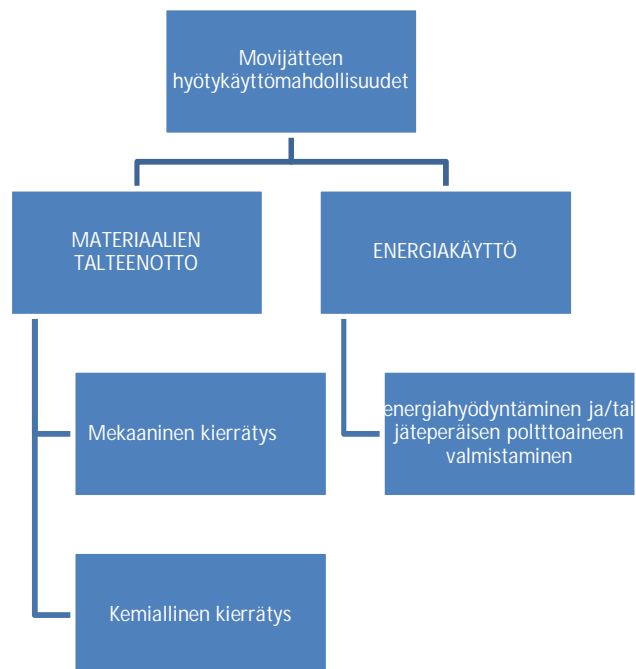 Movijätteen
hyötykäyttömahdollisuudet
MATERIAALIEN
TALTEENOTTO
ENERGIAKÄYTTÖ
Mekaaninen kierrätys
energiahyödyntäminen ja/tai
jäteperäisen poltttoaineen
valmistaminen
Kemiallinen kierrätys